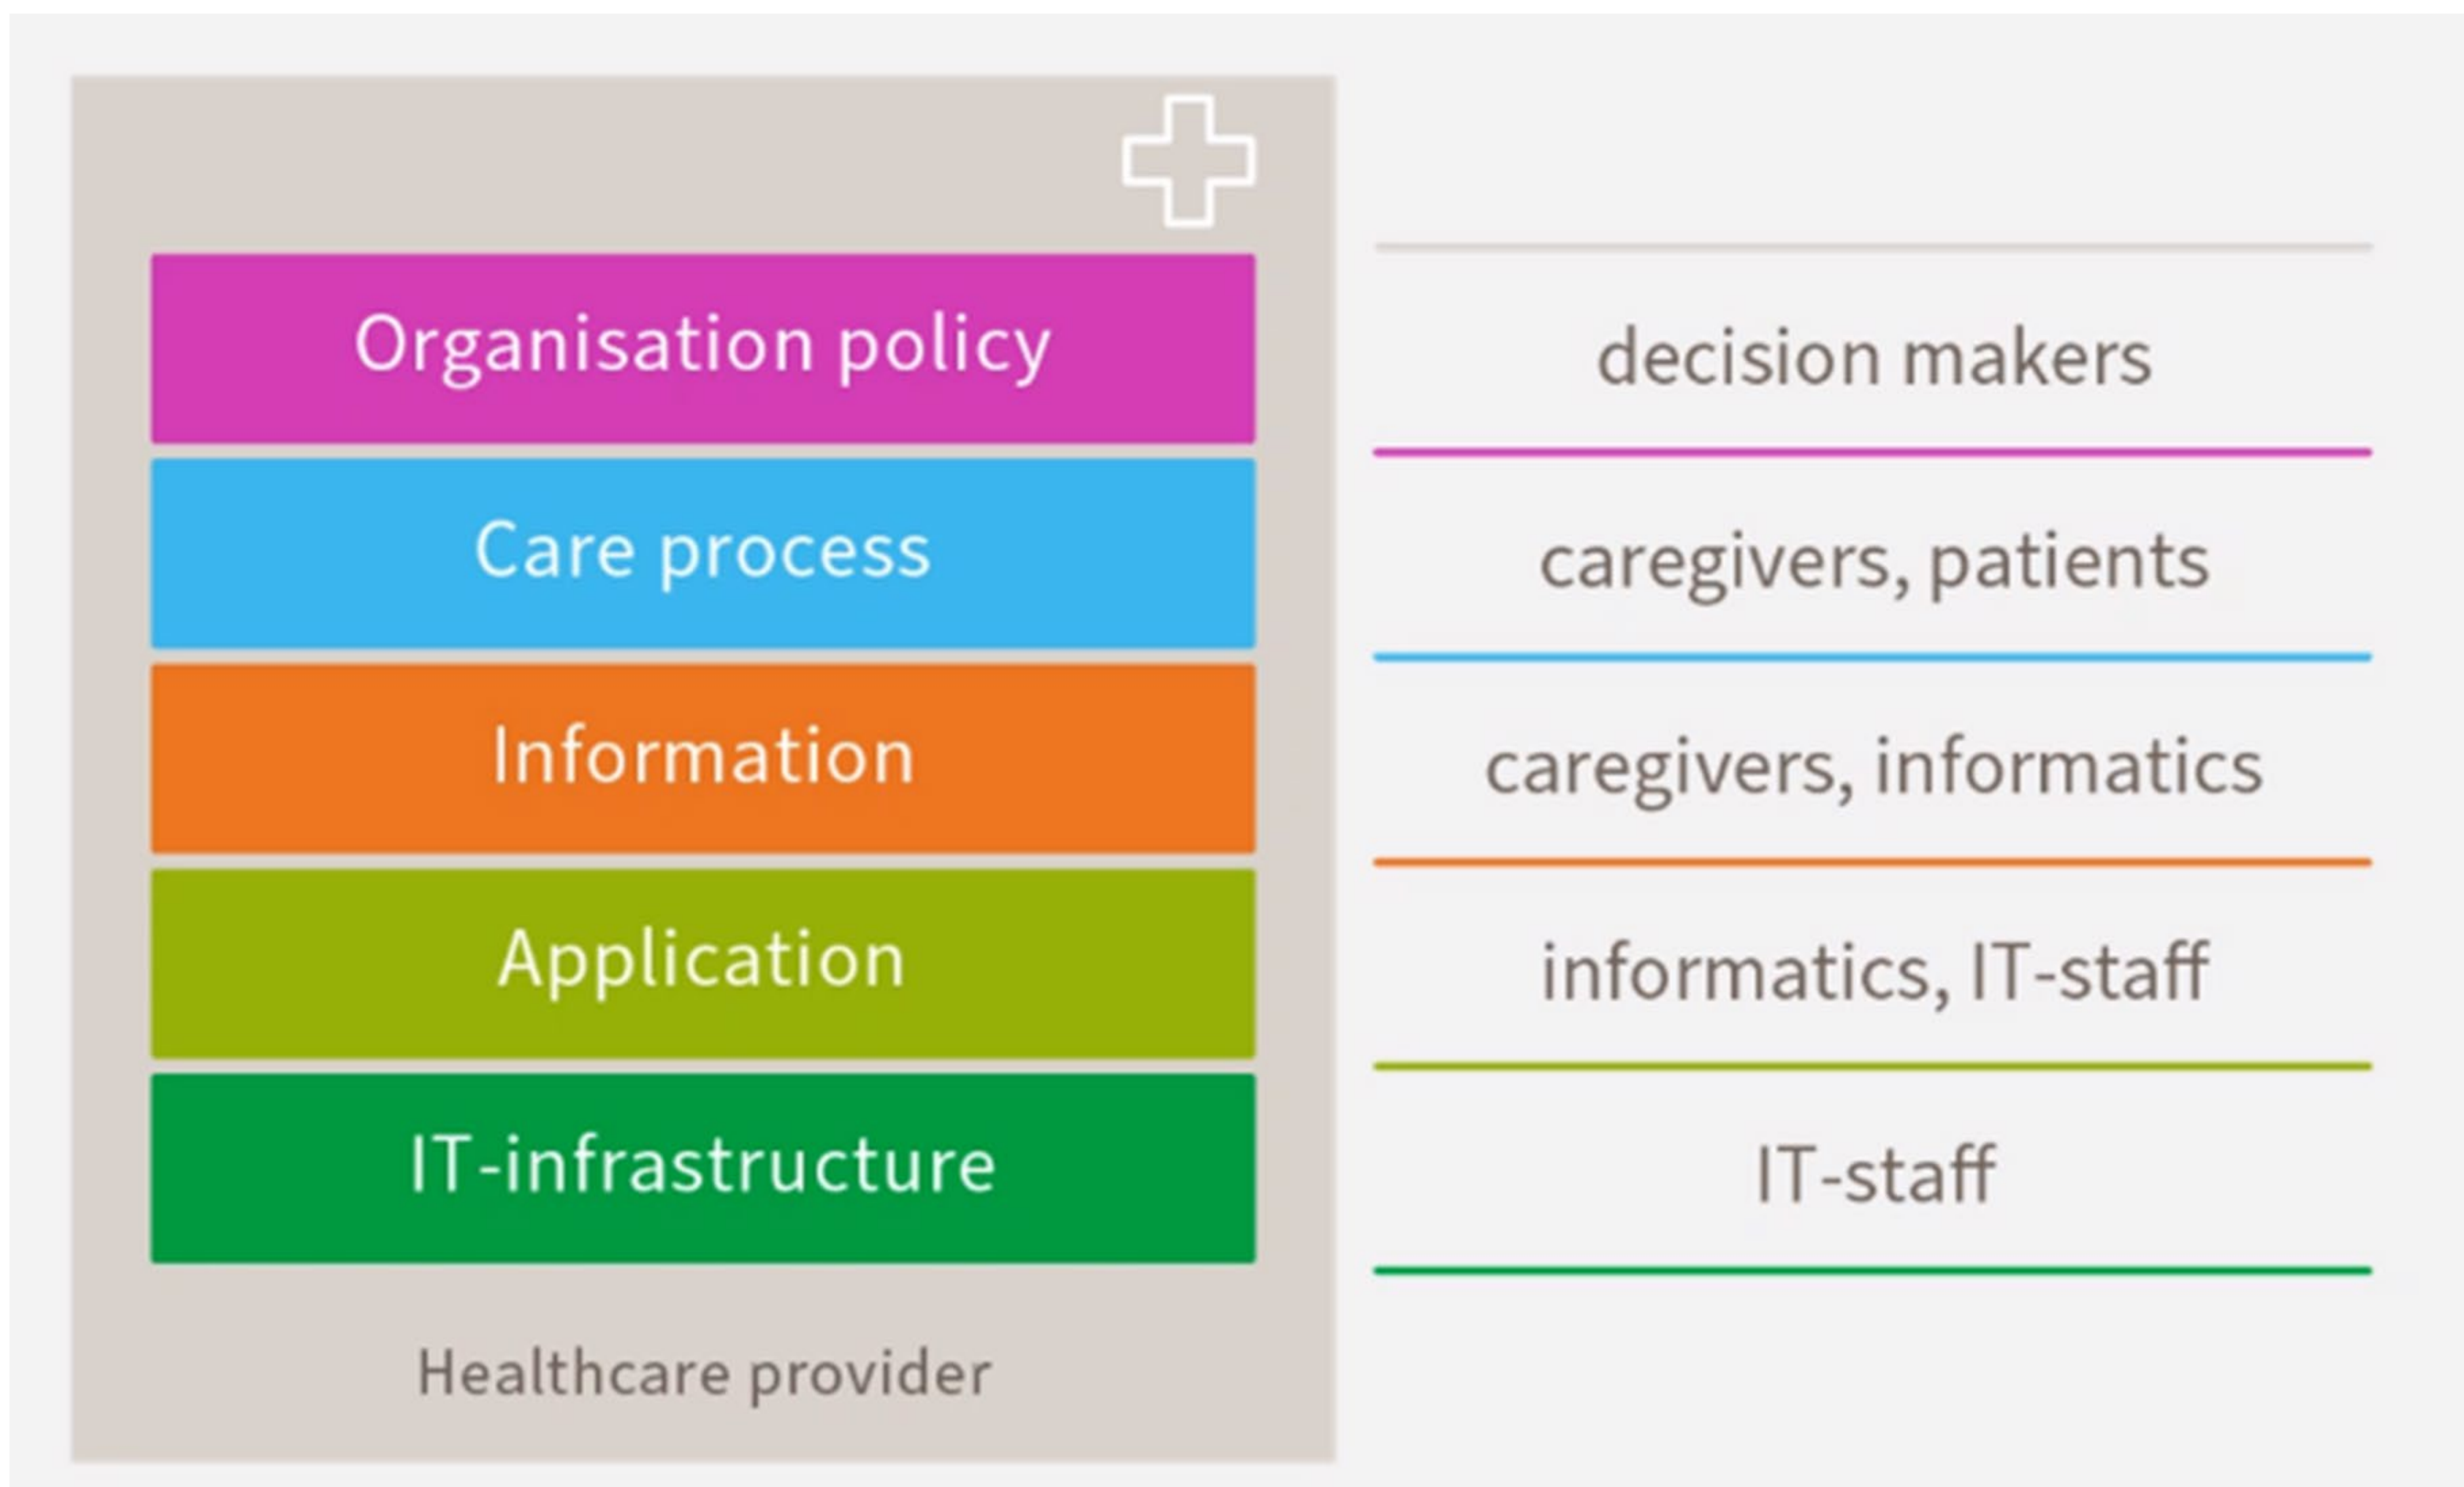 Organisation policy
decision makers
Care process
caregivers, patients
Information
caregivers, informatics
Application
informatics, IT-staff
IT-infrastructure
IT-staff
Healthcare provider